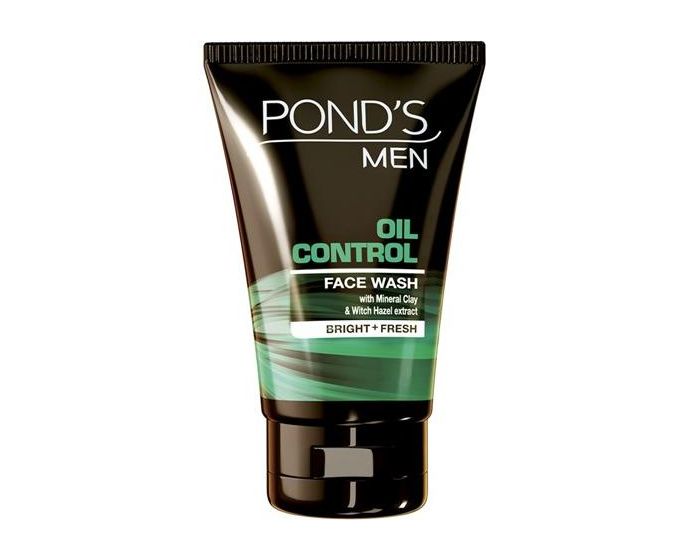 POND'S
MEN
OIL
CONTROL
FACE WASH
with Mineral Clay
& Witch Hazel extract
BRIGHT + FRESH